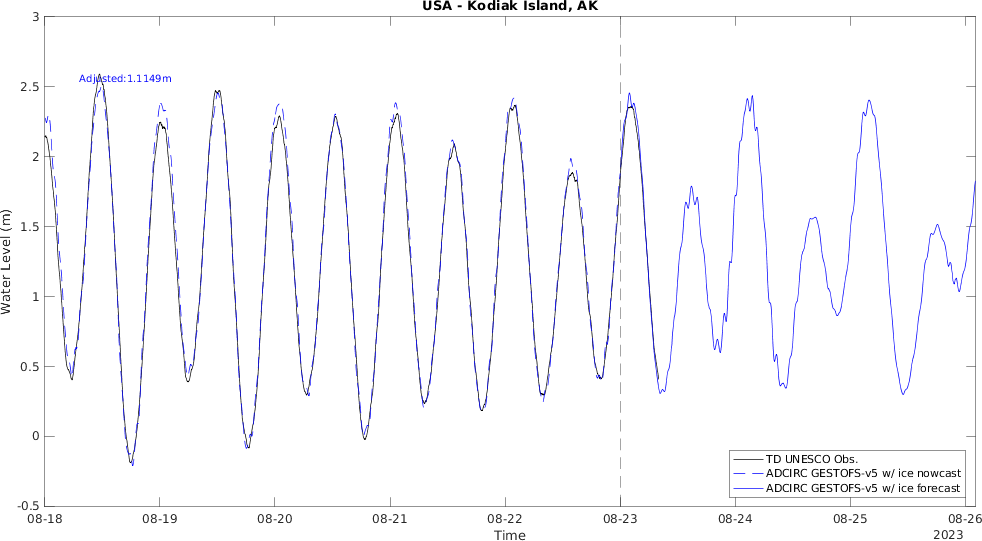 USA - Kodiak Island, AK
3
2.5
2
1.5
1
0.5
0
-0.5
Water Level (m)
Adjusted:1.1149m
TD UNESCO Obs.
ADCIRC GESTOFS-v5 w/ ice nowcast
ADCIRC GESTOFS-v5 w/ ice forecast
08-18 08-19 08-20 08-21 08-22 08-23 08-24 08-25 08-26
Time
2023